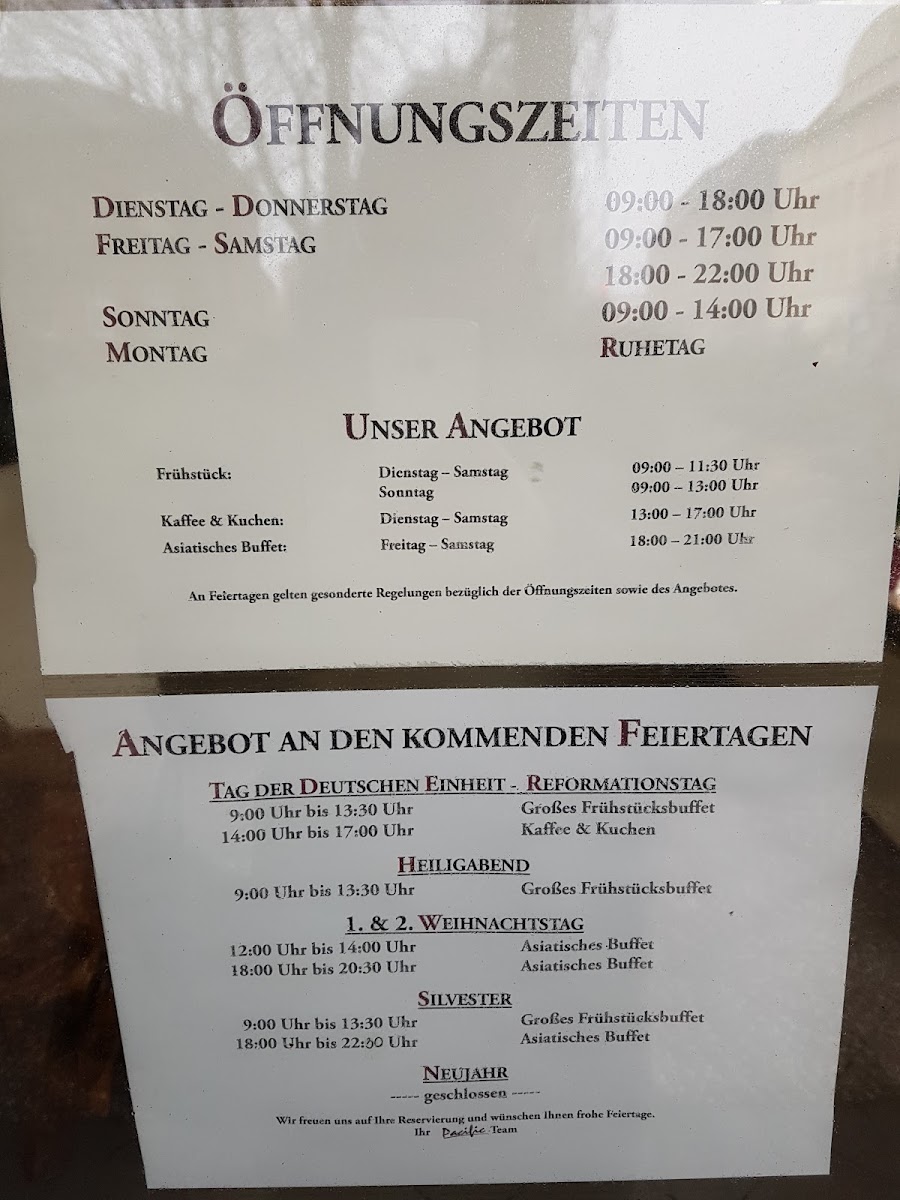 ÖFFNUNGSZEITEN
DIENSTAG - DONNERSTAG 09:00 - 18:00 Uhr
FREITAG - SAMSTAG 09:00 - 17:00 Uhr
18:00 - 22:00 Uhr
SONNTAG 09:00 - 14:00 Uhr
MONTAG RUHETAG
UNSER ANGEBOT
Frühstück: Dienstag – Samstag 09:00 – 11:30 Uhr
Sonntag 09:00 – 13:00 Uhr
Kaffee & Kuchen: Dienstag – Samstag 13:00 – 17:00 Uhr
Asiatisches Buffet: Freitag – Samstag 18:00 – 21:00 Uhr
An Feiertagen gelten gesonderte Regelungen bezüglich der Öffnungszeiten sowie des Angebotes.
ANGEBOT AN DEN KOMMENDEN FEIERTAGEN
TAG DER DEUTSCHEN EINHEIT - REFORMATIONSTAG
9:00 Uhr bis 13:30 Uhr Großes Frühstücksbuffet
14:00 Uhr bis 17:00 Uhr Kaffee & Kuchen
HEILIGABEND
9:00 Uhr bis 13:30 Uhr Großes Frühstücksbuffet
1. & 2. WEIHNACHTSTAG
12:00 Uhr bis 14:00 Uhr Asiatisches Buffet
18:00 Uhr bis 20:30 Uhr Asiatisches Buffet
SILVESTER
9:00 Uhr bis 13:30 Uhr Großes Frühstücksbuffet
18:00 Uhr bis 22:30 Uhr Asiatisches Buffet
NEUJAHR
----- geschlossen -----
Wir freuen uns auf Ihre Reservierung und wünschen Ihnen frohe Feiertage.
Ihr Pacific Team